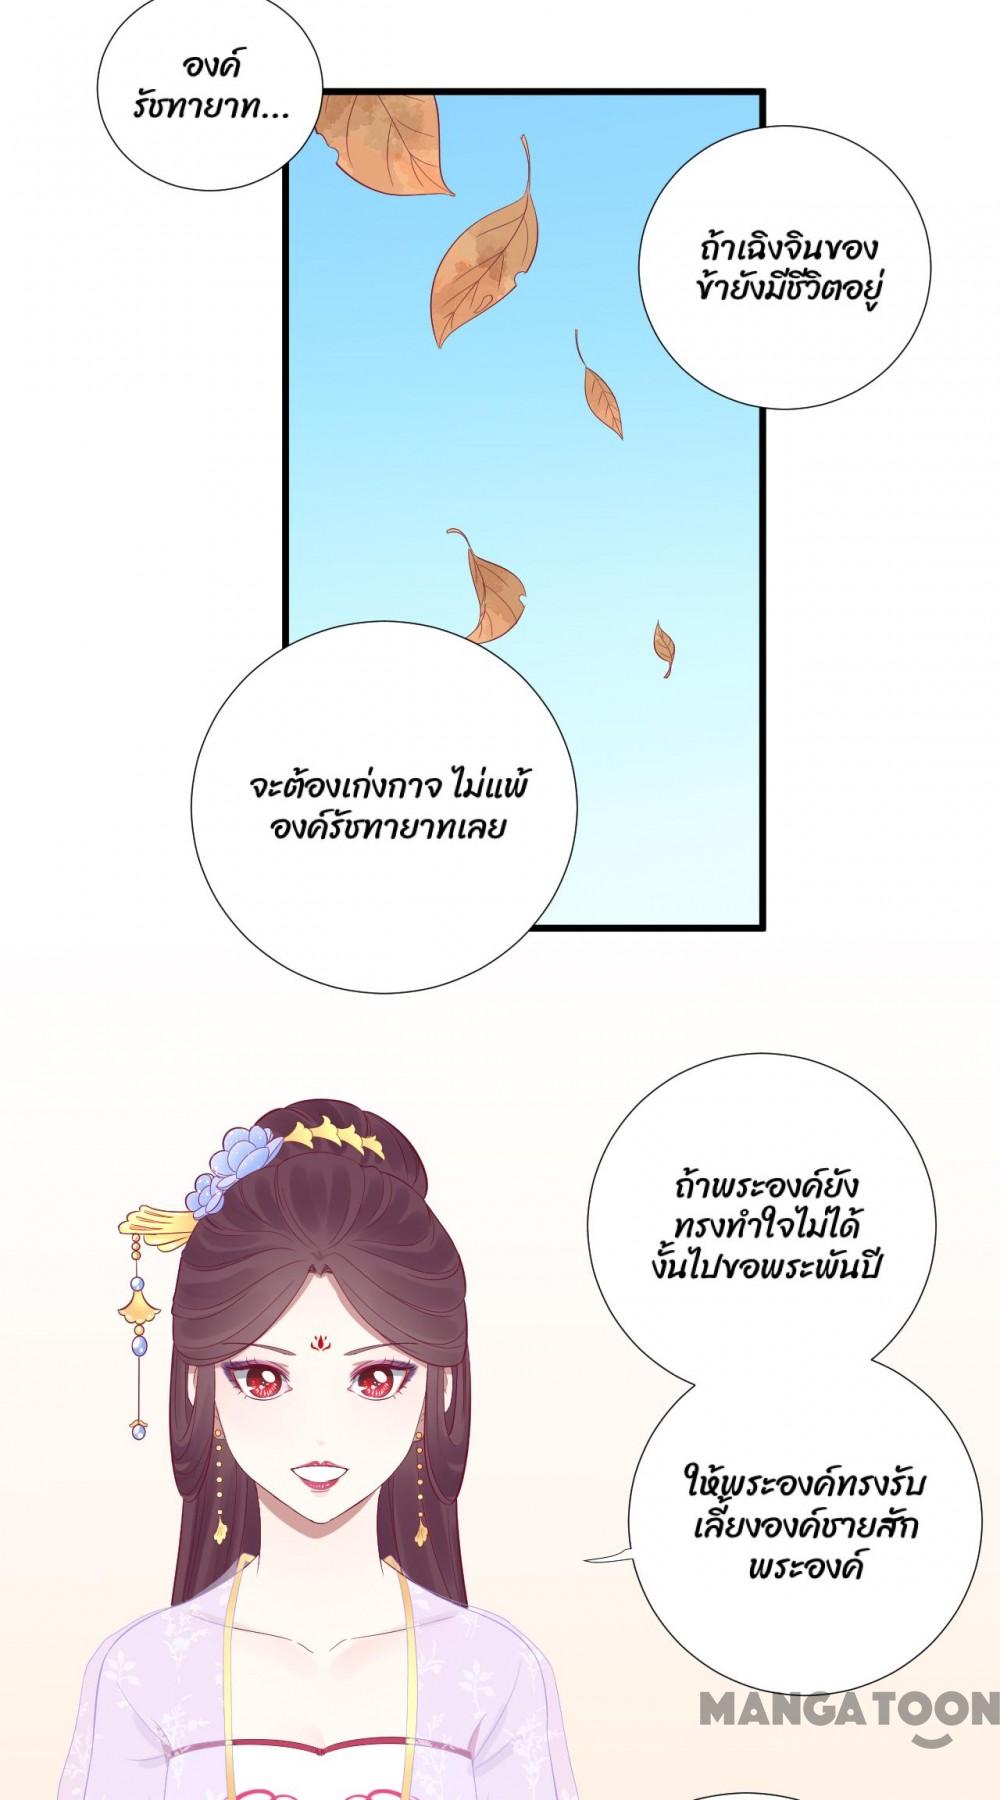 องค์
รัชทายาท...
ถ้าเฉิงจินของ
ข้ายังมีชีวิตอยู่
จะต้องเก่งกาจ ไม่แพ้
องค์รัชทายาทเลย
ถ้าพระองค์ยัง
ทรงทำใจไม่ได้
งั้นไปขอพระพันปี
ให้พระองค์ทรงรับ
เลี้ยงองค์ชายสัก
พระองค์
MANGATOON